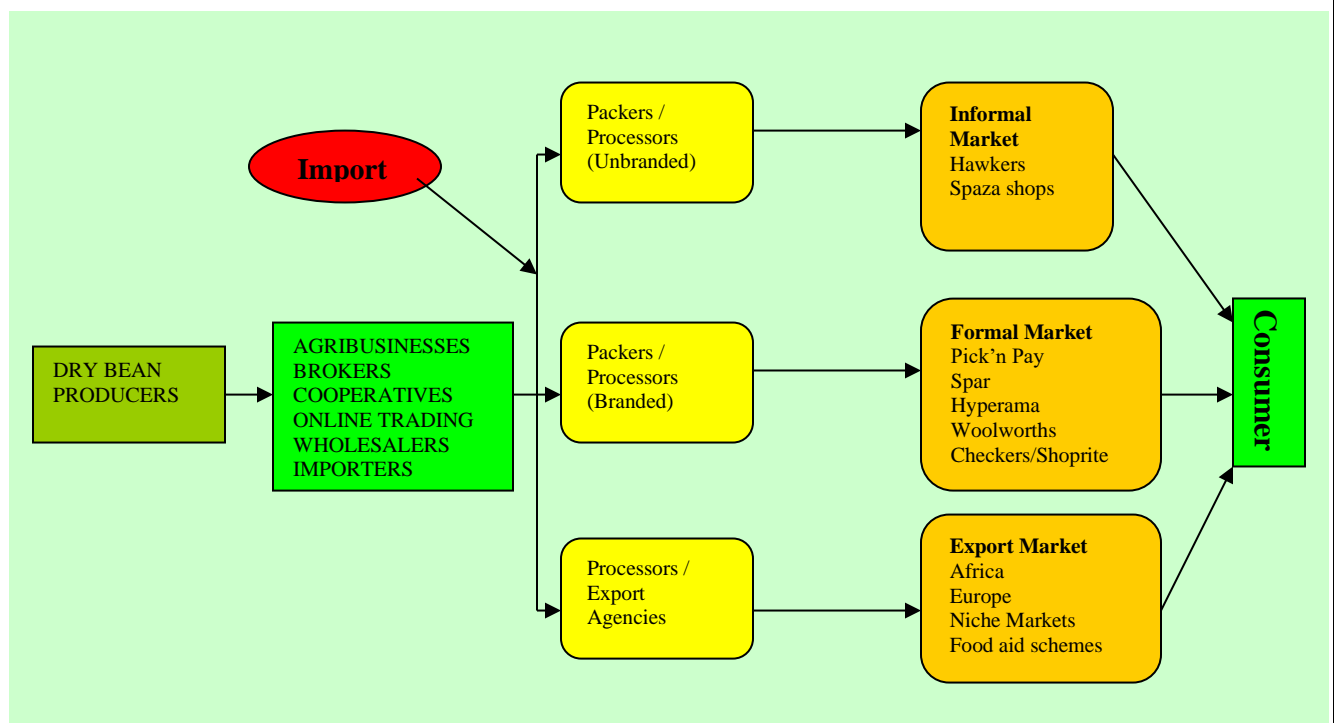 Import
DRY BEAN
PRODUCERS
AGRIBUSINESSES
BROKERS
COOPERATIVES
ONLINE TRADING
WHOLESALERS
IMPORTERS
Packers /
Processors
(Unbranded)
Packers /
Processors
(Branded)
Processors /
Export
Agencies
Informal
Market
Hawkers
Spaza shops
Formal Market
Pick’n Pay
Spar
Hyperama
Woolworths
Checkers/Shoprite
Export Market
Africa
Europe
Niche Markets
Food aid schemes
Consumer